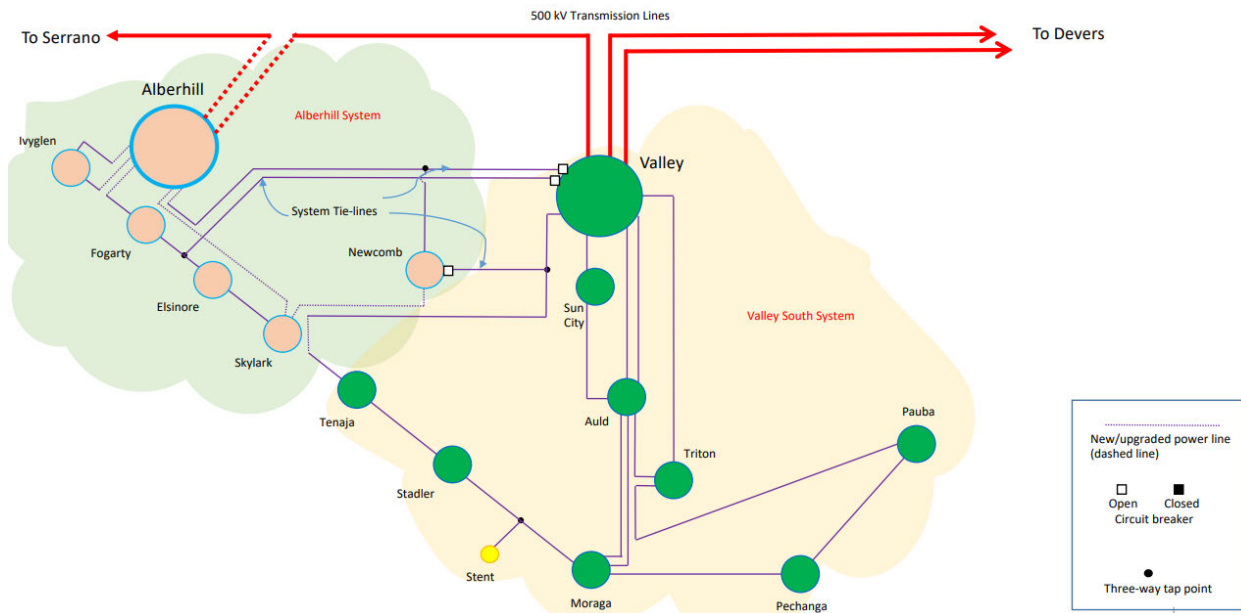 500 kV Transmission Lines
To Serrano
To Devers
Alberhill
Alberhill System
Ivyglen
Valley
System Tie-lines
Fogarty
Newcomb
Elsinore
Sun
City
Valley South System
Skylark
Tenaja
Auld
Pauba
Triton
Stadler
Stent
Moraga
Pechanga
New/upgraded power line
(dashed line)
Open
Closed
Circuit breaker
Three-way tap point